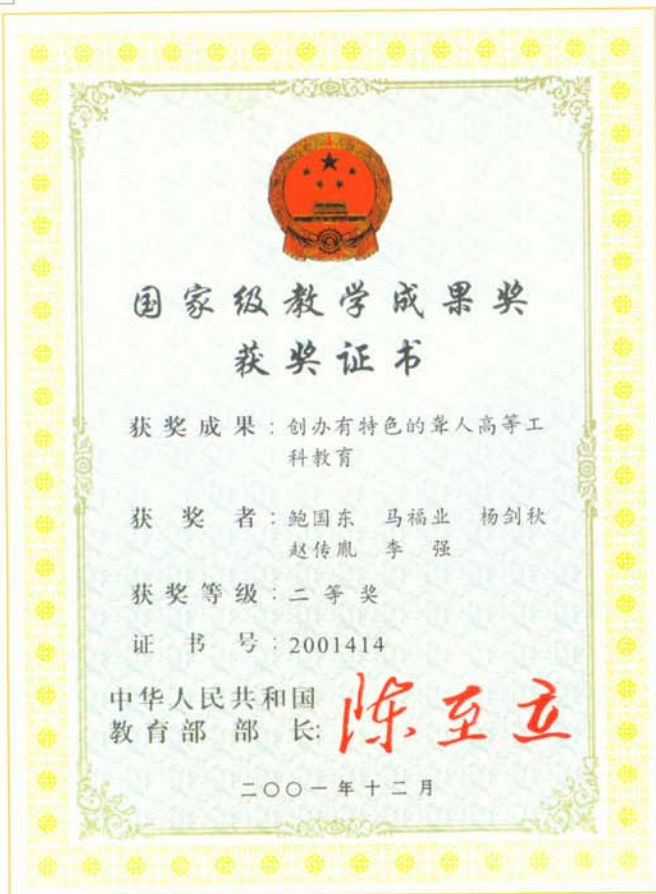 国家级教学成果奖
获奖证书
获奖成果：创办有特色的聋人高等工
科教育
获奖者：鲍国东 马福业 杨剑秋
赵传胤 李强
获奖等级：二等奖
证书号：2001414
中华人民共和国
教育部部长：陈至立
二〇〇一年十二月